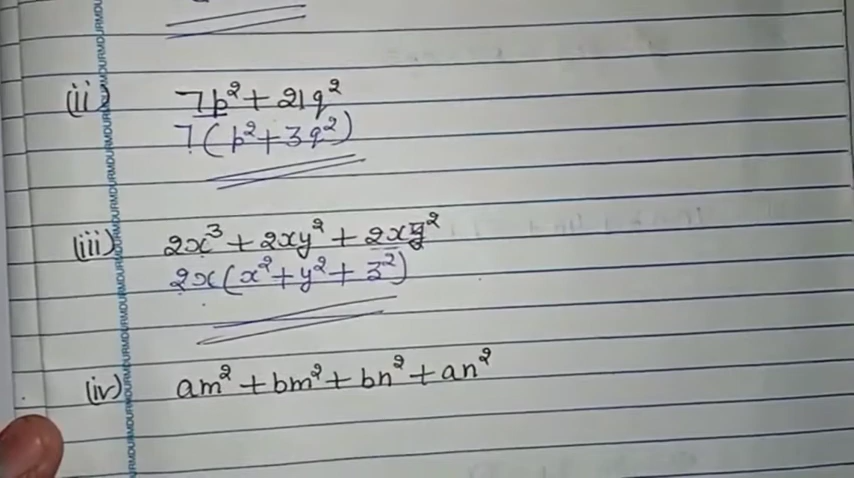 (ii) 7p² + 21q²
7(p² + 3q²)
(iii) 2x³ + 2xy² + 2xz²
2x(x² + y² + z²)
(iv) am² + bm² + bn² + an²